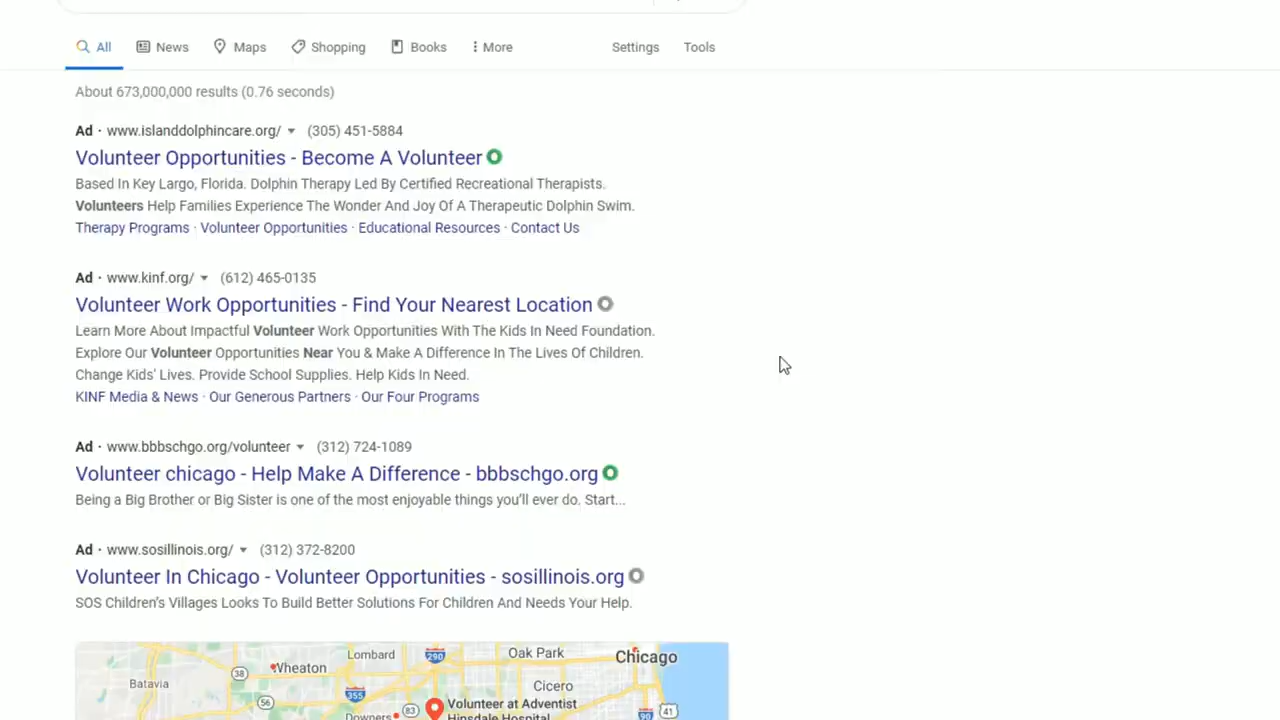 All News Maps Shopping Books More Settings Tools
About 673,000,000 results (0.76 seconds)
Ad · www.islanddolphincare.org/ (305) 451-5884
Volunteer Opportunities - Become A Volunteer
Based In Key Largo, Florida. Dolphin Therapy Led By Certified Recreational Therapists.
Volunteers Help Families Experience The Wonder And Joy Of A Therapeutic Dolphin Swim.
Therapy Programs · Volunteer Opportunities · Educational Resources · Contact Us
Ad · www.kinf.org/ (612) 465-0135
Volunteer Work Opportunities - Find Your Nearest Location
Learn More About Impactful Volunteer Work Opportunities With The Kids In Need Foundation.
Explore Our Volunteer Opportunities Near You & Make A Difference In The Lives Of Children.
Change Kids' Lives. Provide School Supplies. Help Kids In Need.
KINF Media & News · Our Generous Partners · Our Four Programs
Ad · www.bbbschgo.org/volunteer (312) 724-1089
Volunteer chicago - Help Make A Difference - bbbschgo.org
Being a Big Brother or Big Sister is one of the most enjoyable things you'll ever do. Start...
Ad · www.sosillinois.org/ (312) 372-8200
Volunteer In Chicago - Volunteer Opportunities - sosillinois.org
SOS Children's Villages Looks To Build Better Solutions For Children And Needs Your Help.
Lombard 290 Oak Park Chicago
38 Wheaton
Batavia Cicero
355
56 83 Volunteer at Adventist
Downers Hinsdale Hospital 90 41